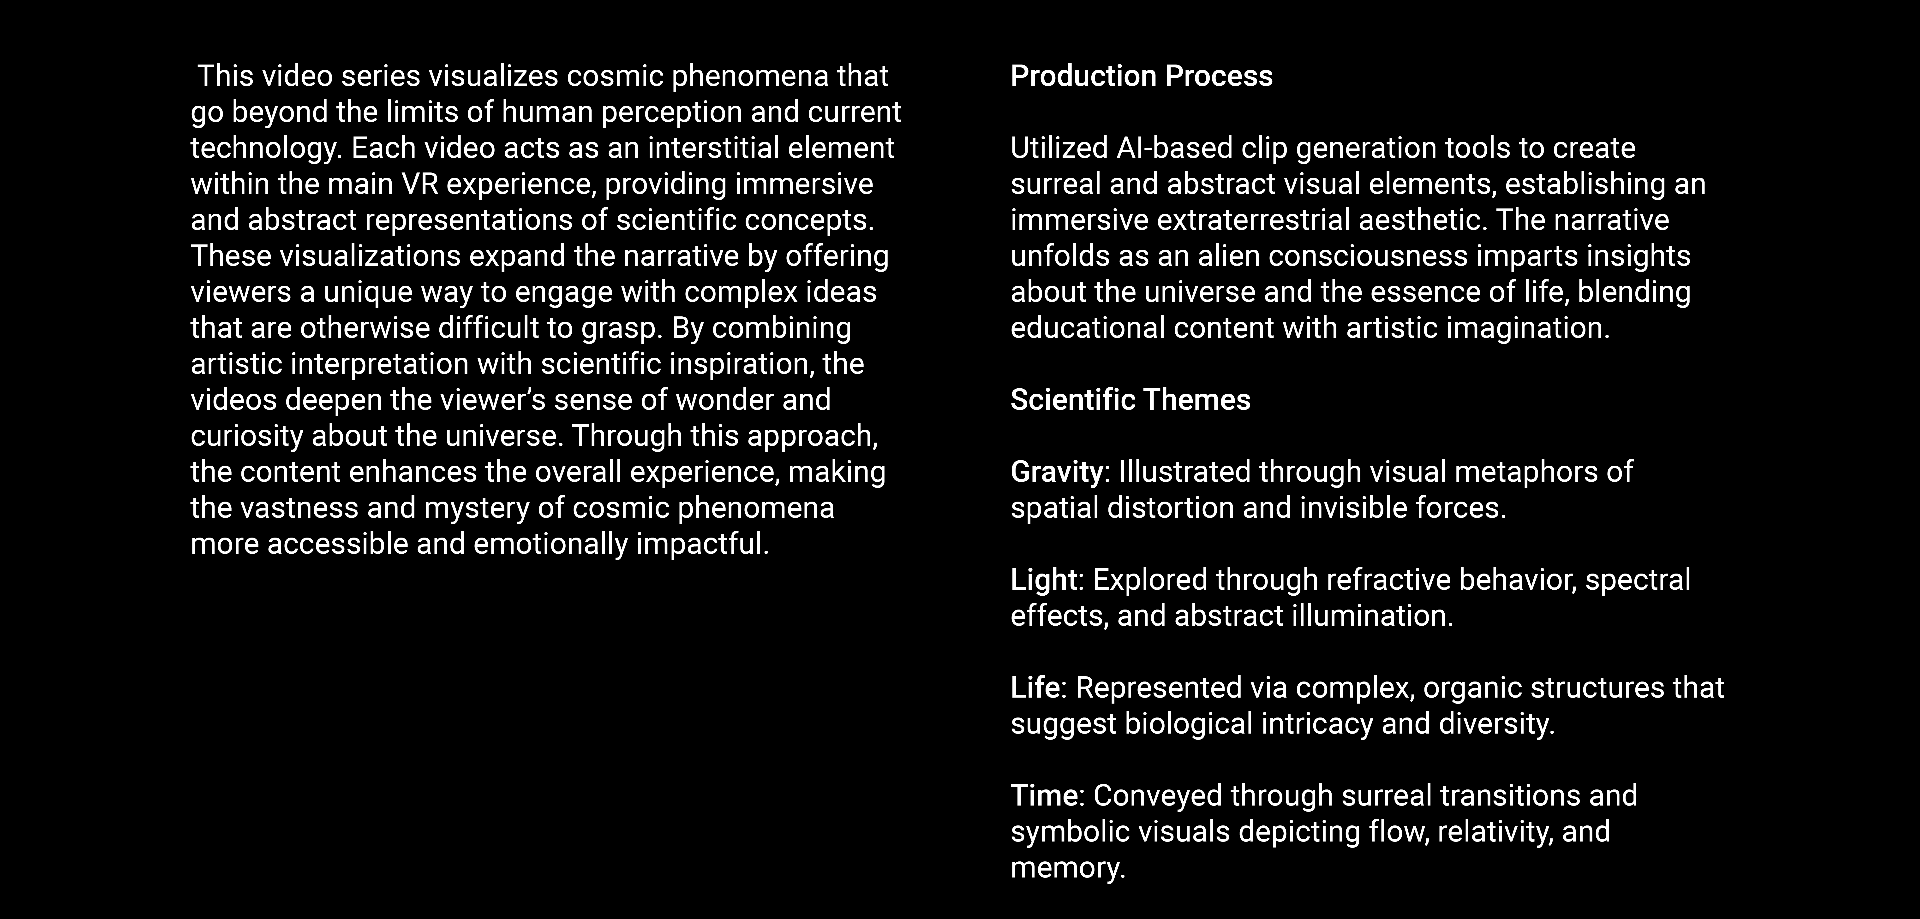 This video series visualizes cosmic phenomena that
go beyond the limits of human perception and current
technology. Each video acts as an interstitial element
within the main VR experience, providing immersive
and abstract representations of scientific concepts.
These visualizations expand the narrative by offering
viewers a unique way to engage with complex ideas
that are otherwise difficult to grasp. By combining
artistic interpretation with scientific inspiration, the
videos deepen the viewer’s sense of wonder and
curiosity about the universe. Through this approach,
the content enhances the overall experience, making
the vastness and mystery of cosmic phenomena
more accessible and emotionally impactful.
Production Process
Utilized AI-based clip generation tools to create
surreal and abstract visual elements, establishing an
immersive extraterrestrial aesthetic. The narrative
unfolds as an alien consciousness imparts insights
about the universe and the essence of life, blending
educational content with artistic imagination.
Scientific Themes
Gravity: Illustrated through visual metaphors of
spatial distortion and invisible forces.
Light: Explored through refractive behavior, spectral
effects, and abstract illumination.
Life: Represented via complex, organic structures that
suggest biological intricacy and diversity.
Time: Conveyed through surreal transitions and
symbolic visuals depicting flow, relativity, and
memory.